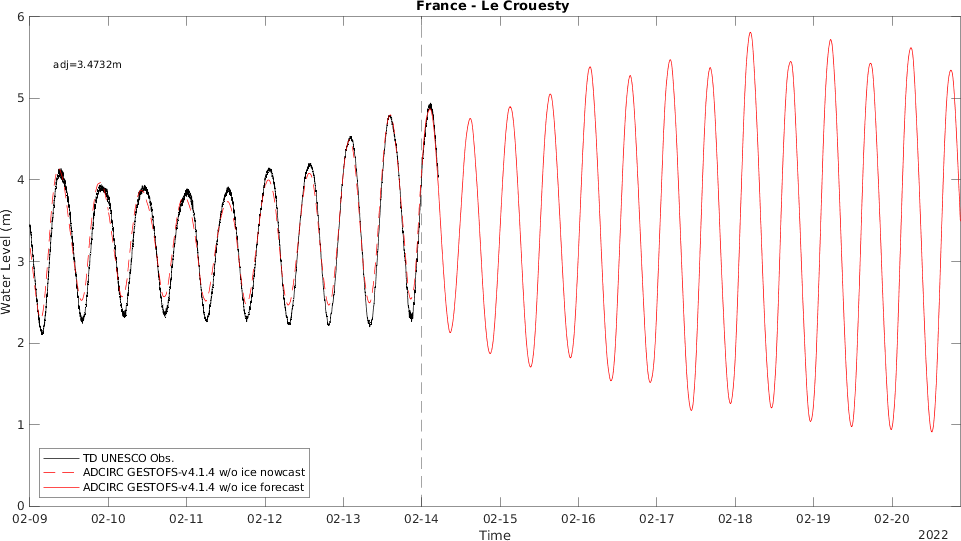 France - Le Crouesty
adj=3.4732m
Water Level (m)
6
5
4
3
2
1
0
TD UNESCO Obs.
ADCIRC GESTOFS-v4.1.4 w/o ice nowcast
ADCIRC GESTOFS-v4.1.4 w/o ice forecast
02-09 02-10 02-11 02-12 02-13 02-14 02-15 02-16 02-17 02-18 02-19 02-20
Time
2022